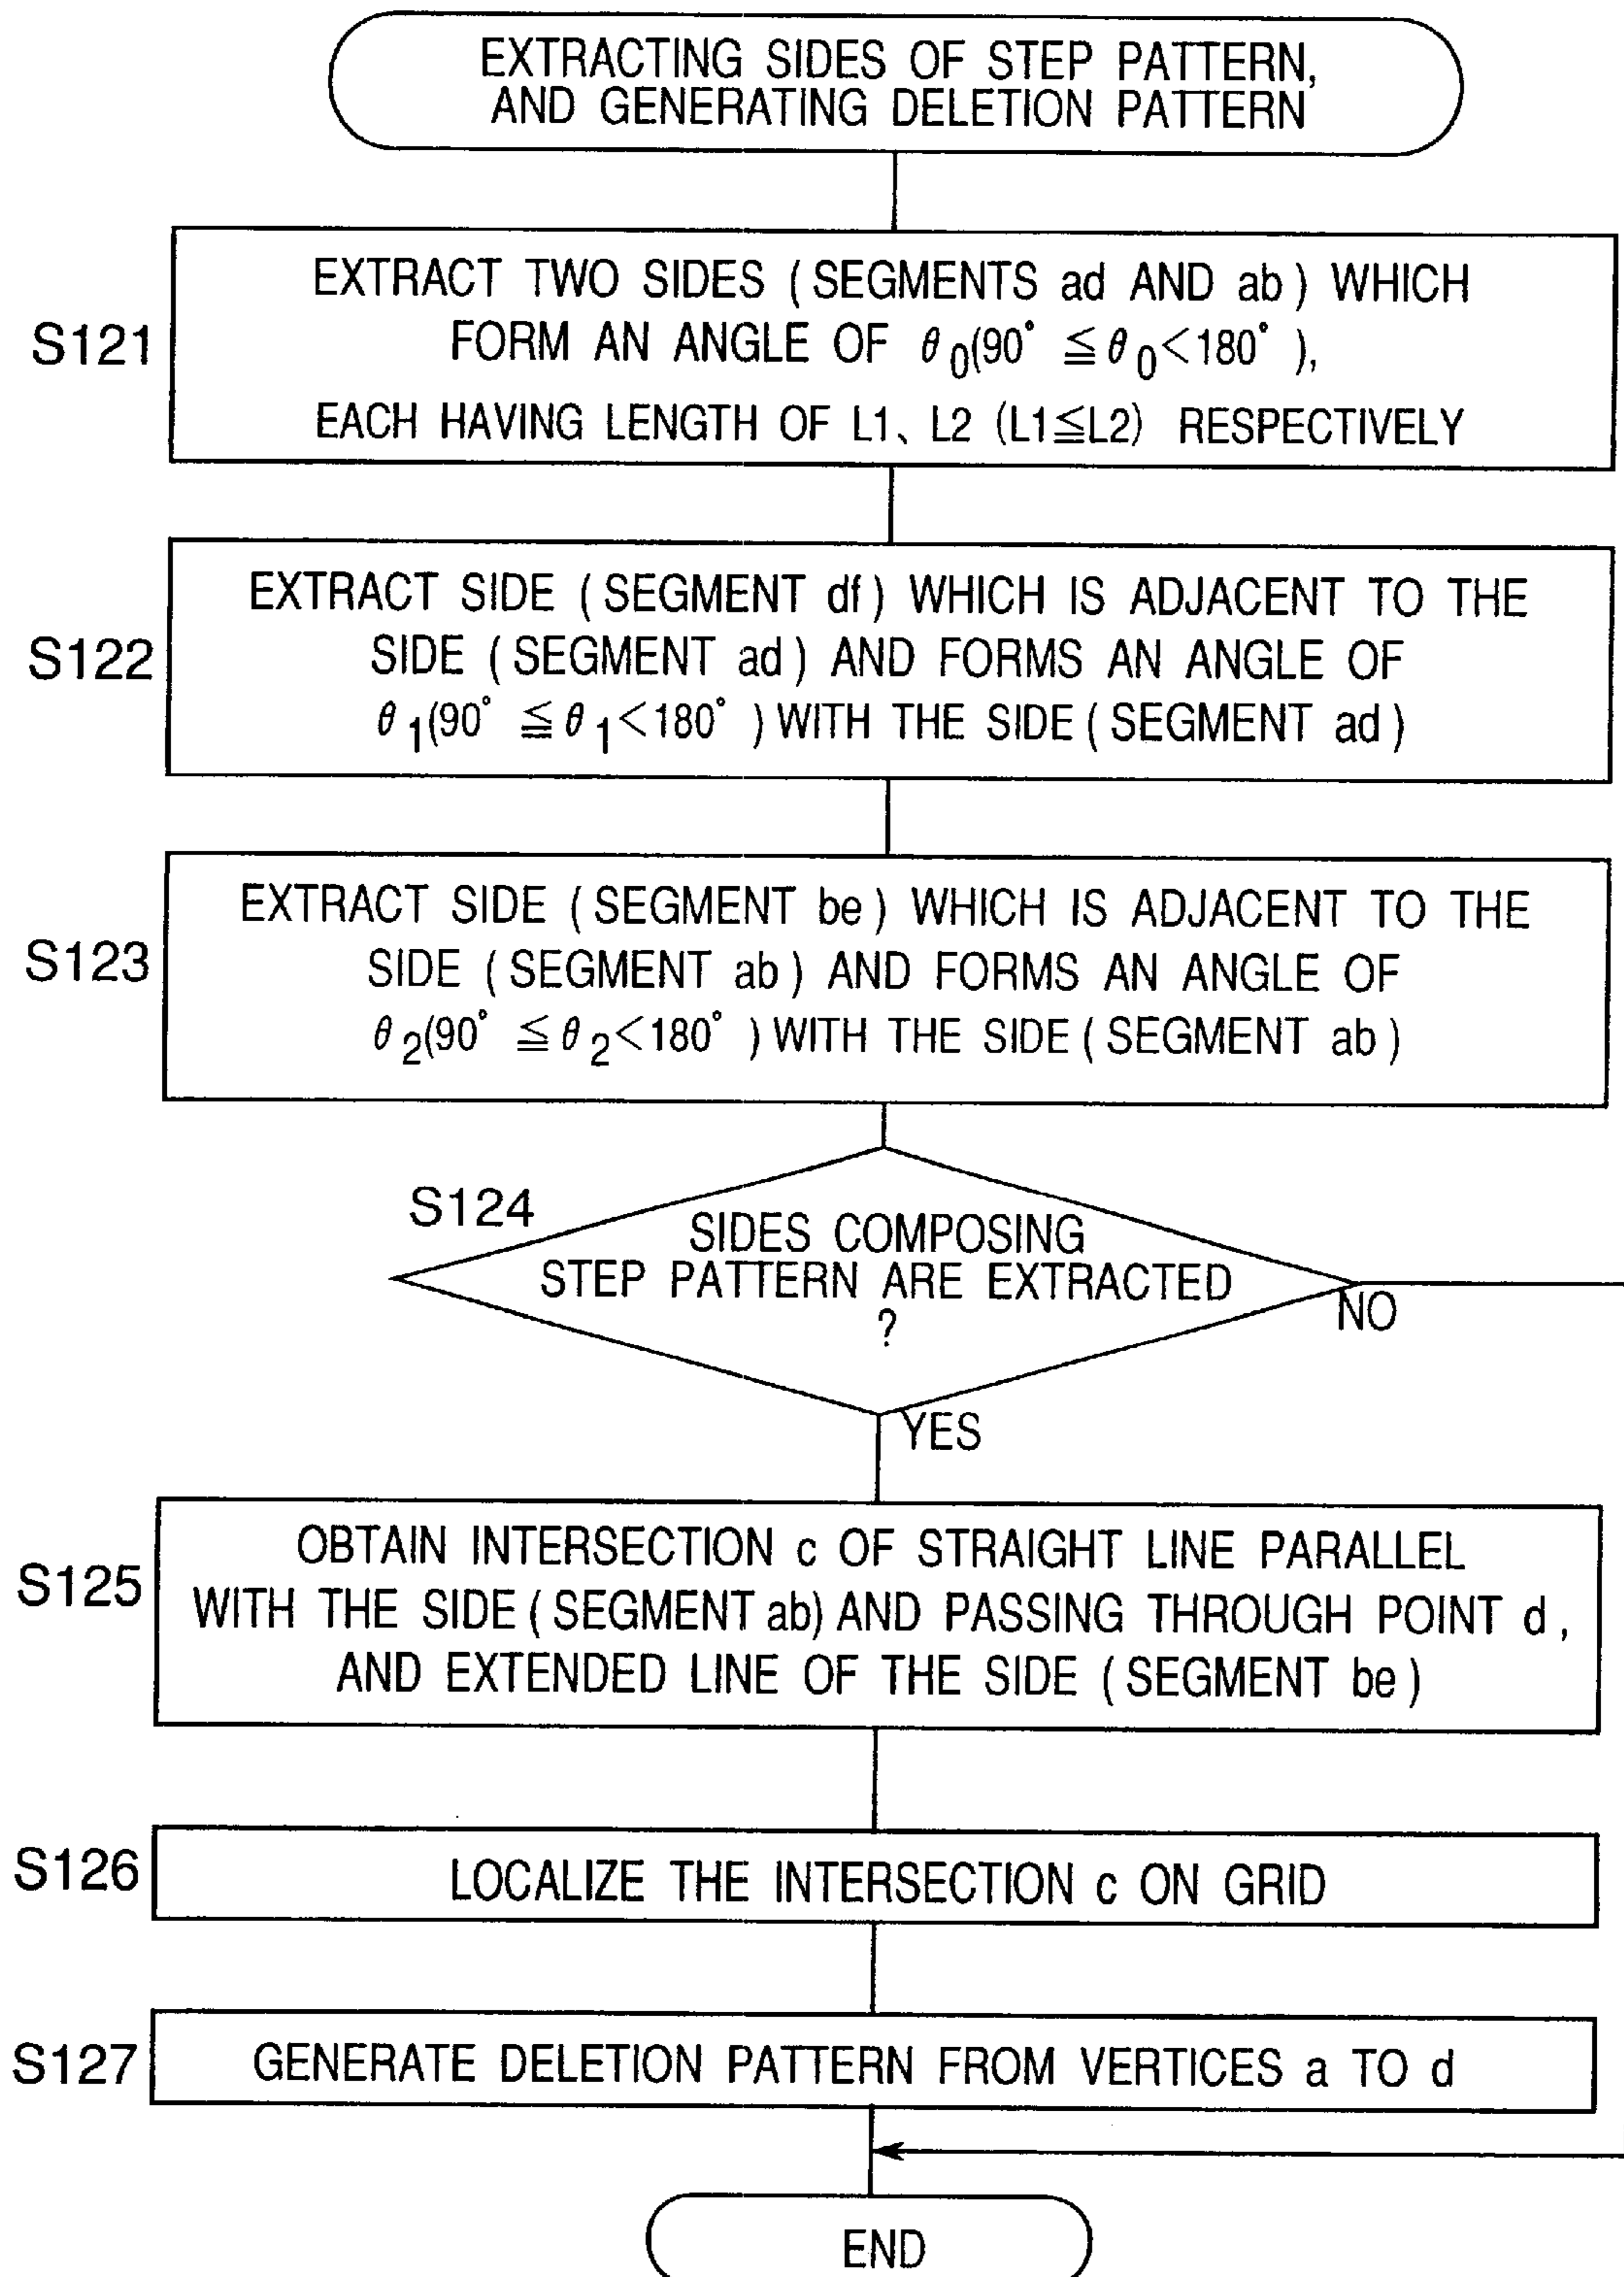 EXTRACTING SIDES OF STEP PATTERN,
AND GENERATING DELETION PATTERN
S121
EXTRACT TWO SIDES (SEGMENTS ad AND ab) WHICH
FORM AN ANGLE OF θ0(90° ≦ θ0<180° ),
EACH HAVING LENGTH OF L1、L2 (L1≦L2) RESPECTIVELY
S122
EXTRACT SIDE (SEGMENT df) WHICH IS ADJACENT TO THE
SIDE (SEGMENT ad) AND FORMS AN ANGLE OF
θ1(90° ≦ θ1<180° ) WITH THE SIDE (SEGMENT ad)
S123
EXTRACT SIDE (SEGMENT be) WHICH IS ADJACENT TO THE
SIDE (SEGMENT ab) AND FORMS AN ANGLE OF
θ2(90° ≦ θ2<180° ) WITH THE SIDE (SEGMENT ab)
S124
SIDES COMPOSING
STEP PATTERN ARE EXTRACTED
?
NO
YES
S125
OBTAIN INTERSECTION c OF STRAIGHT LINE PARALLEL
WITH THE SIDE (SEGMENT ab) AND PASSING THROUGH POINT d,
AND EXTENDED LINE OF THE SIDE (SEGMENT be)
S126
LOCALIZE THE INTERSECTION c ON GRID
S127
GENERATE DELETION PATTERN FROM VERTICES a TO d
END